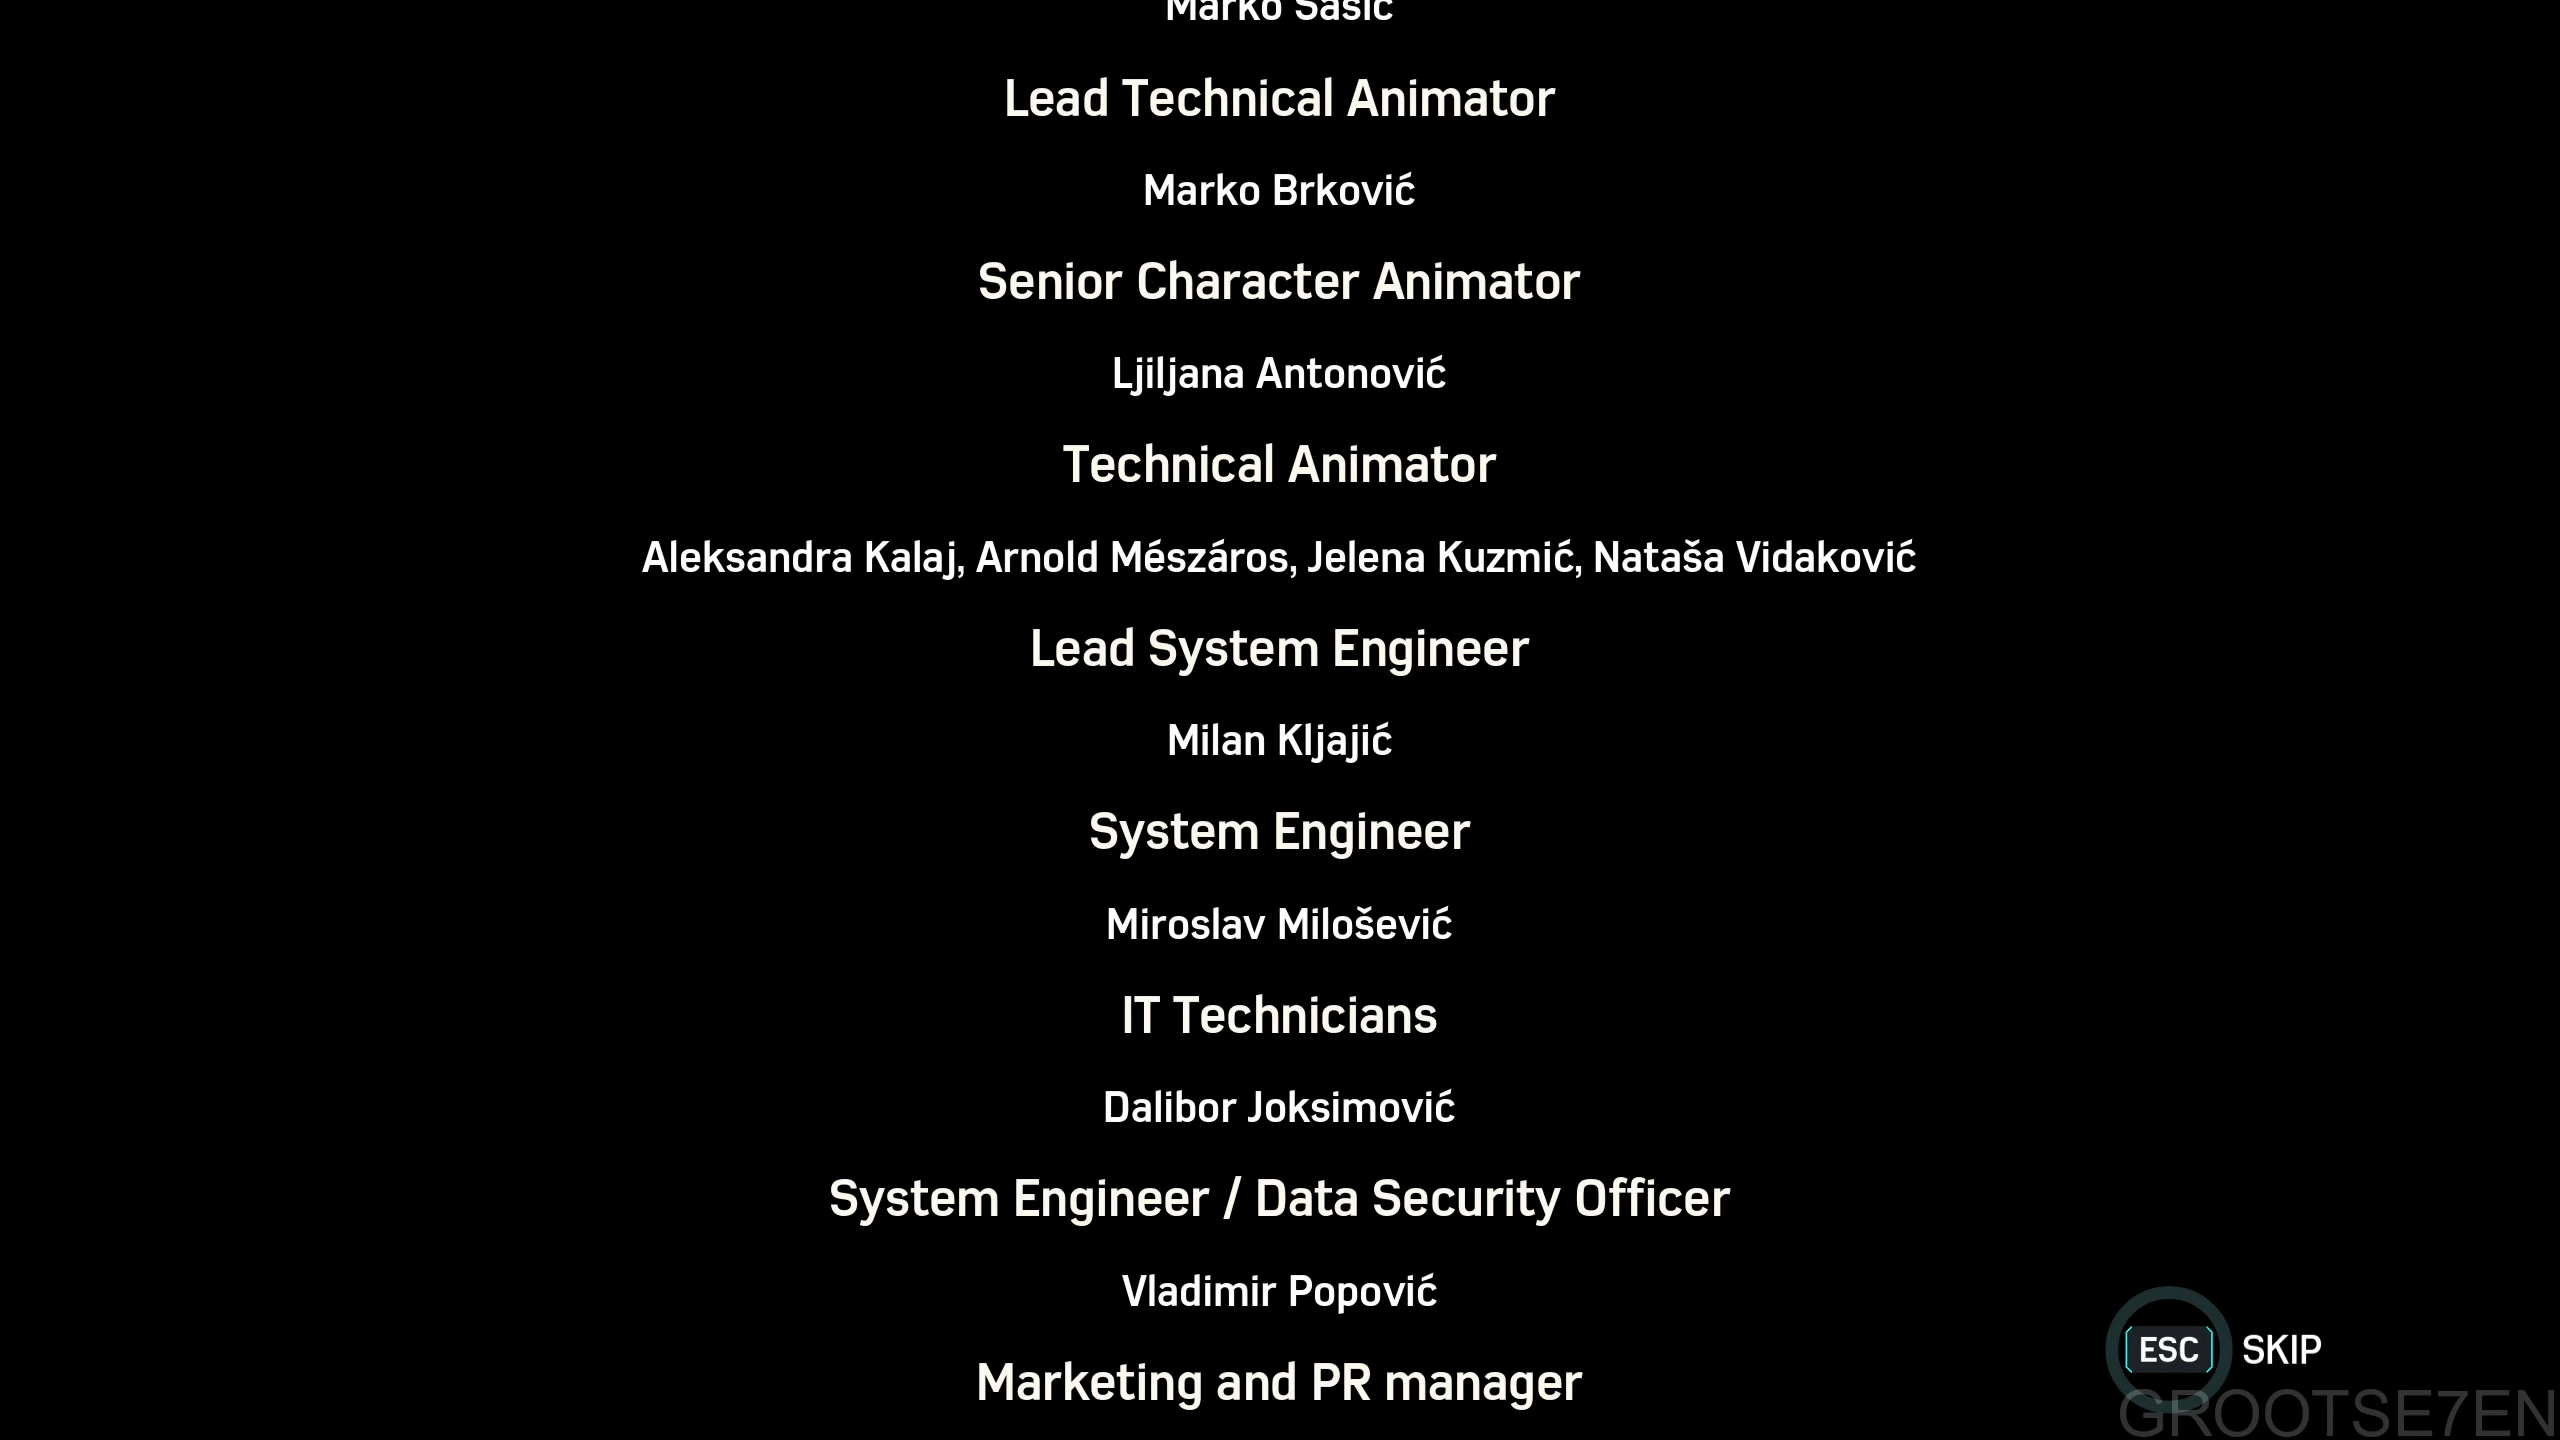 Marko Sasic
Lead Technical Animator
Marko Brković
Senior Character Animator
Ljiljana Antonović
Technical Animator
Aleksandra Kalaj, Arnold Mészáros, Jelena Kuzmić, Nataša Vidaković
Lead System Engineer
Milan Kljajić
System Engineer
Miroslav Milošević
IT Technicians
Dalibor Joksimović
System Engineer / Data Security Officer
Vladimir Popović
Marketing and PR manager
ESC SKIP
GROOTSE7EN